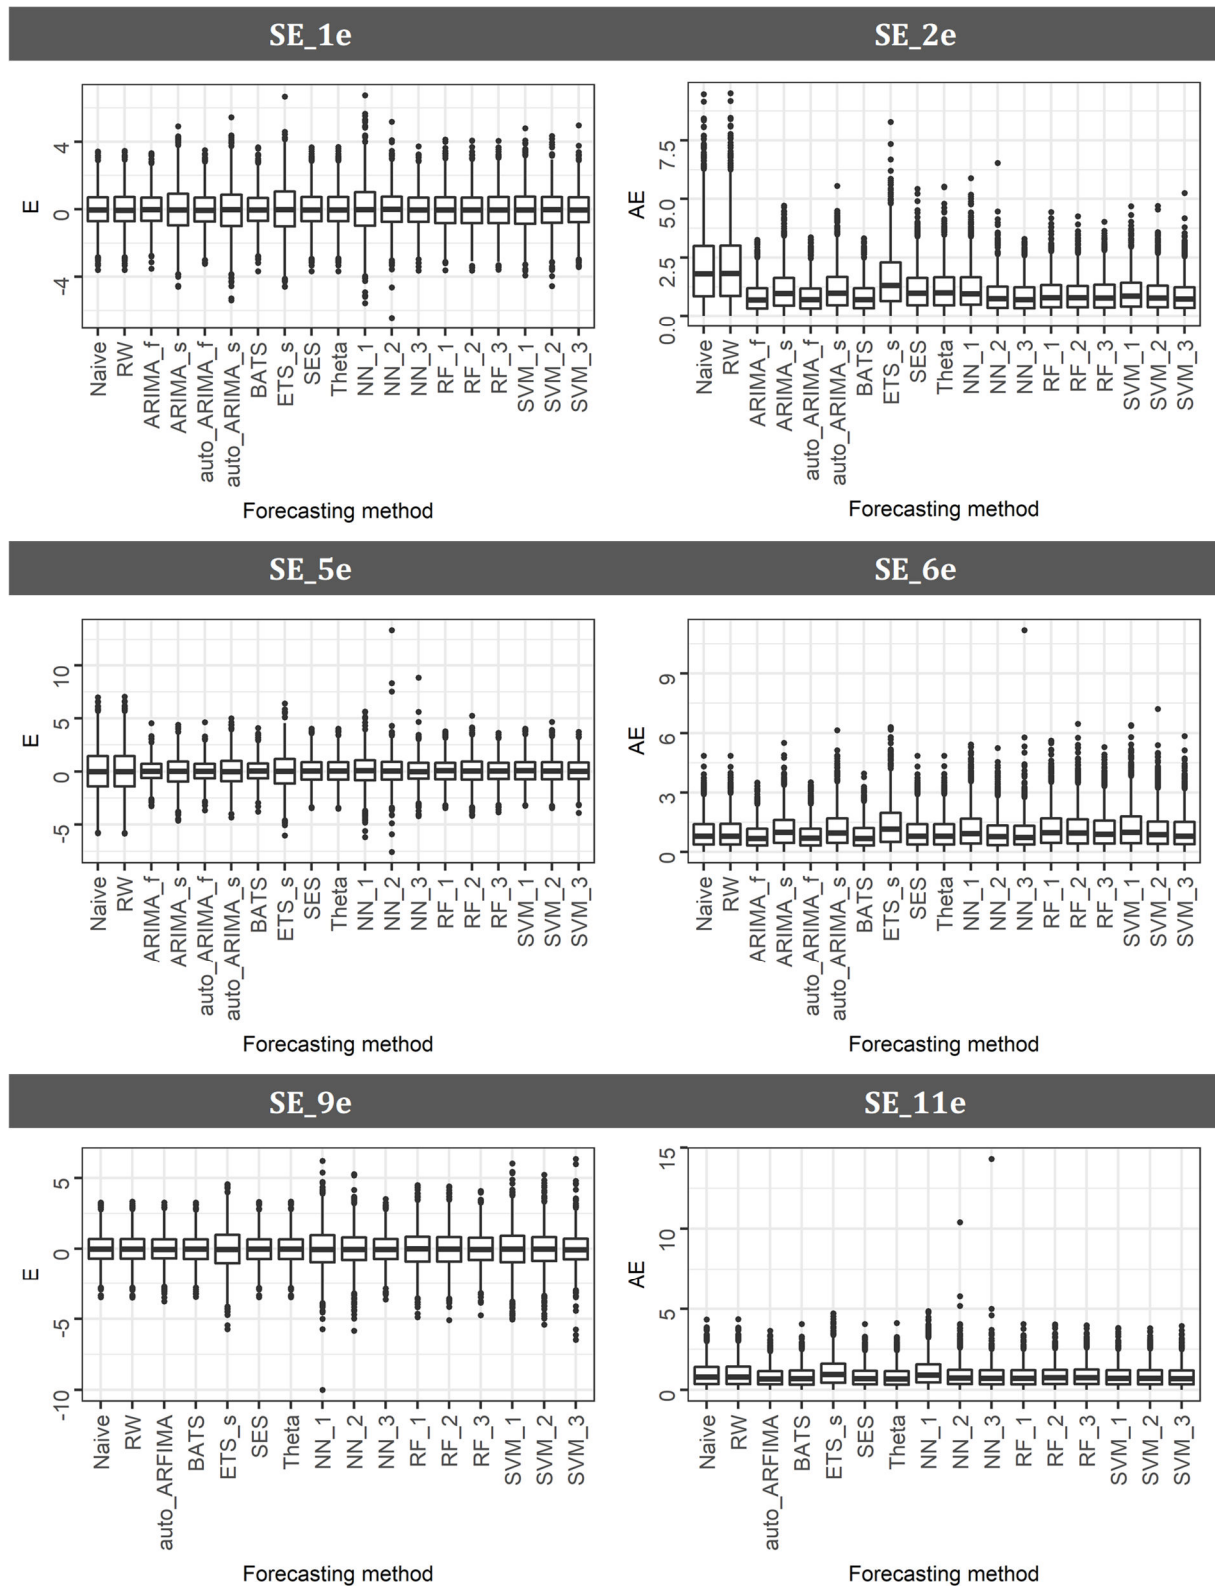 SE_1e
SE_2e
E
4
0
-4
Naive
RW
ARIMA_f
ARIMA_s
auto_ARIMA_f
auto_ARIMA_s
BATS
ETS_s
SES
Theta
NN_1
NN_2
NN_3
RF_1
RF_2
RF_3
SVM_1
SVM_2
SVM_3
Forecasting method
AE
7.5
5.0
2.5
0.0
Naive
RW
ARIMA_f
ARIMA_s
auto_ARIMA_f
auto_ARIMA_s
BATS
ETS_s
SES
Theta
NN_1
NN_2
NN_3
RF_1
RF_2
RF_3
SVM_1
SVM_2
SVM_3
Forecasting method
SE_5e
SE_6e
E
10
5
0
-5
Naive
RW
ARIMA_f
ARIMA_s
auto_ARIMA_f
auto_ARIMA_s
BATS
ETS_s
SES
Theta
NN_1
NN_2
NN_3
RF_1
RF_2
RF_3
SVM_1
SVM_2
SVM_3
Forecasting method
AE
9
6
3
0
Naive
RW
ARIMA_f
ARIMA_s
auto_ARIMA_f
auto_ARIMA_s
BATS
ETS_s
SES
Theta
NN_1
NN_2
NN_3
RF_1
RF_2
RF_3
SVM_1
SVM_2
SVM_3
Forecasting method
SE_9e
SE_11e
E
5
0
-5
-10
Naive
RW
auto_ARFIMA
BATS
ETS_s
SES
Theta
NN_1
NN_2
NN_3
RF_1
RF_2
RF_3
SVM_1
SVM_2
SVM_3
Forecasting method
AE
15
10
5
0
Naive
RW
auto_ARFIMA
BATS
ETS_s
SES
Theta
NN_1
NN_2
NN_3
RF_1
RF_2
RF_3
SVM_1
SVM_2
SVM_3
Forecasting method